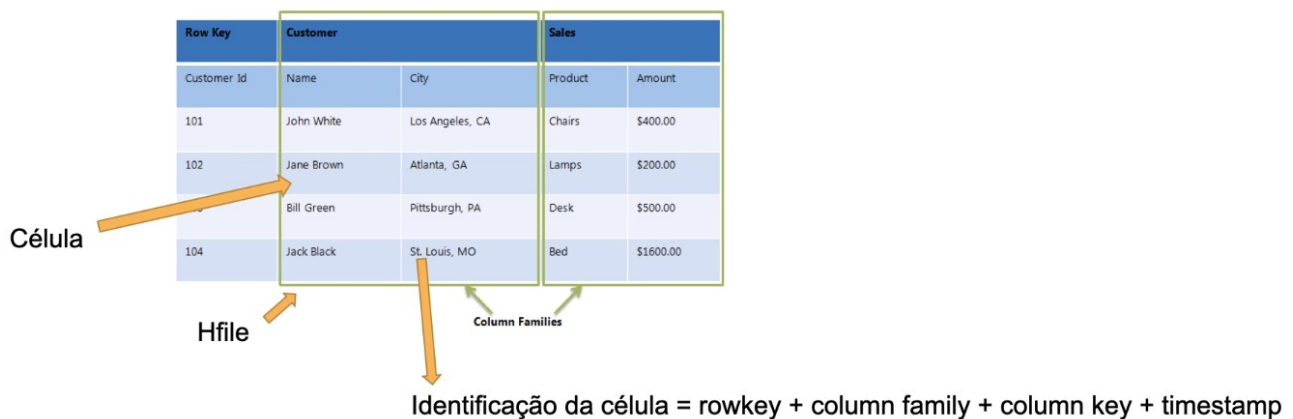 Row Key Customer Sales
Customer Id Name City Product Amount
101 John White Los Angeles, CA Chairs $400.00
102 Jane Brown Atlanta, GA Lamps $200.00
Bill Green Pittsburgh, PA Desk $500.00
104 Jack Black St. Louis, MO Bed $1600.00
Célula
Hfile
Column Families
Identificação da célula = rowkey + column family + column key + timestamp